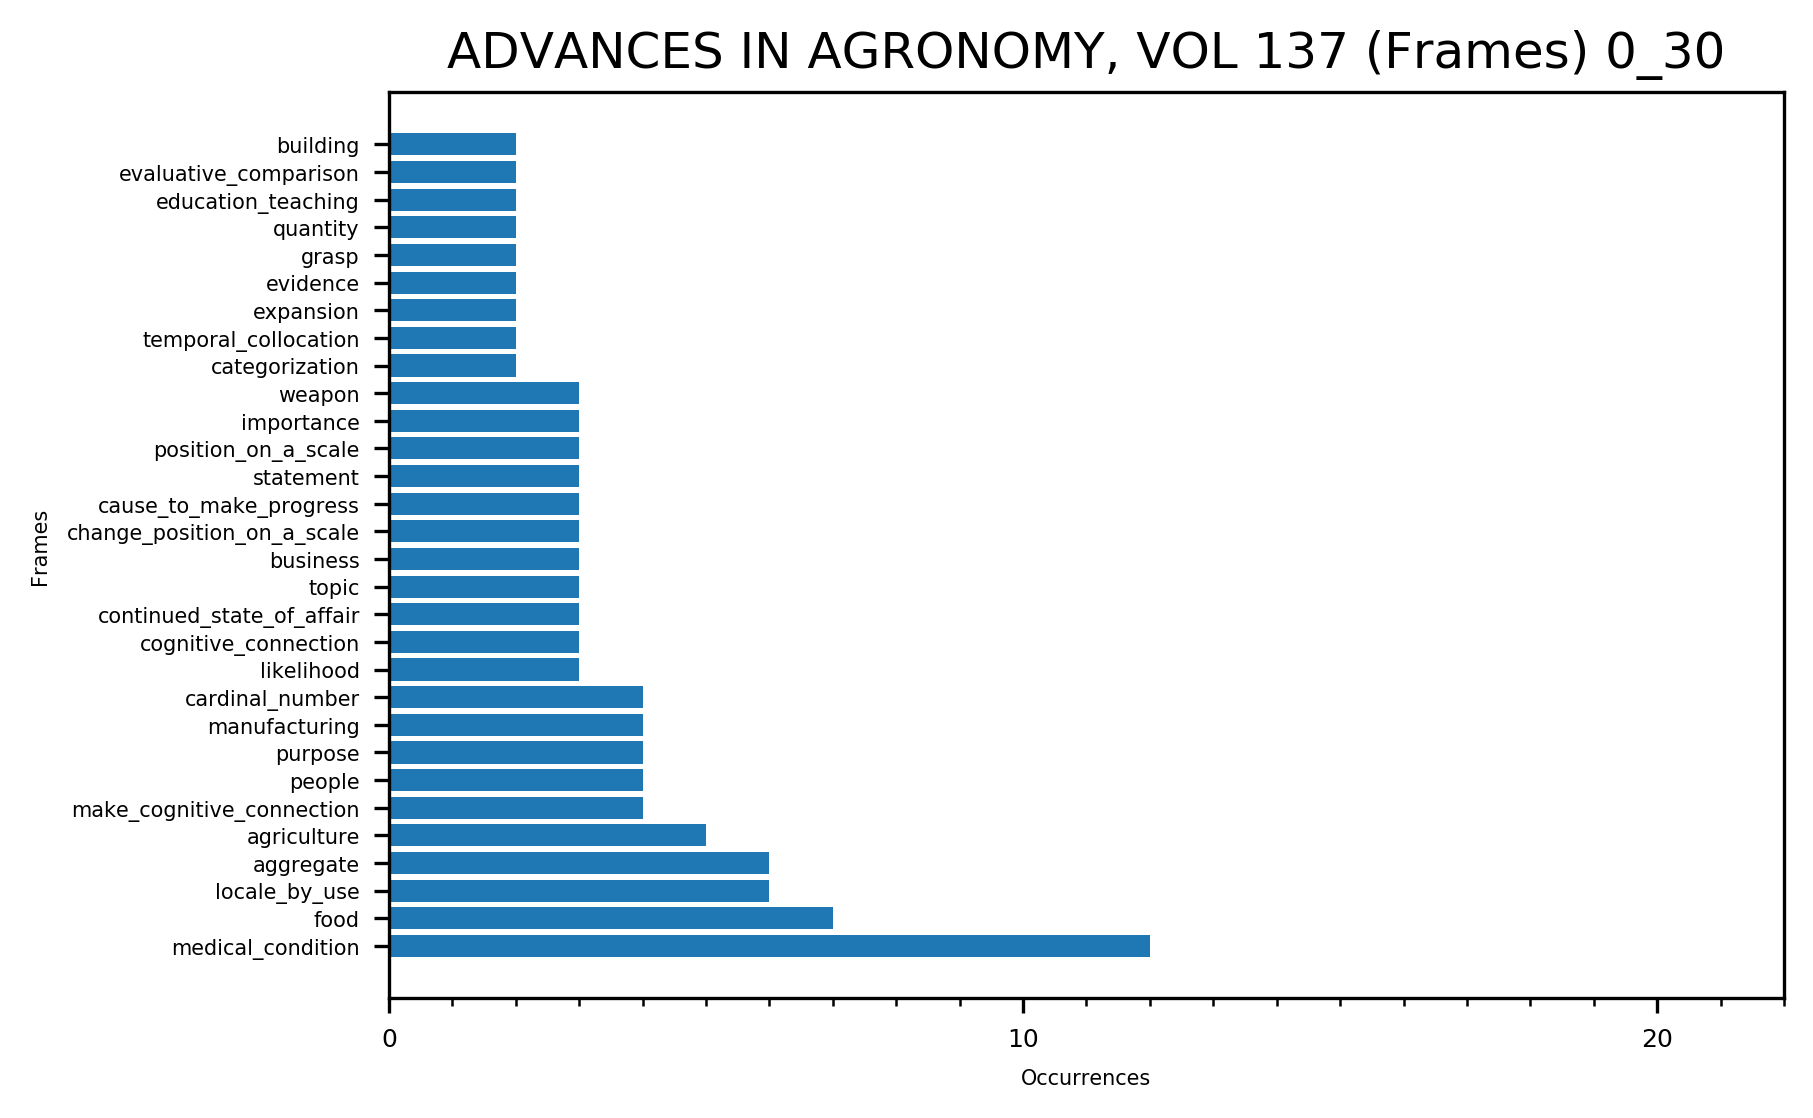 ADVANCES IN AGRONOMY, VOL 137 (Frames) 0_30
building
evaluative_comparison
education_teaching
quantity
grasp
evidence
expansion
temporal_collocation
categorization
weapon
importance
position_on_a_scale
statement
cause_to_make_progress
change_position_on_a_scale
business
topic
continued_state_of_affair
cognitive_connection
likelihood
cardinal_number
manufacturing
purpose
people
make_cognitive_connection
agriculture
aggregate
locale_by_use
food
medical_condition
Frames
0 10 20
Occurrences